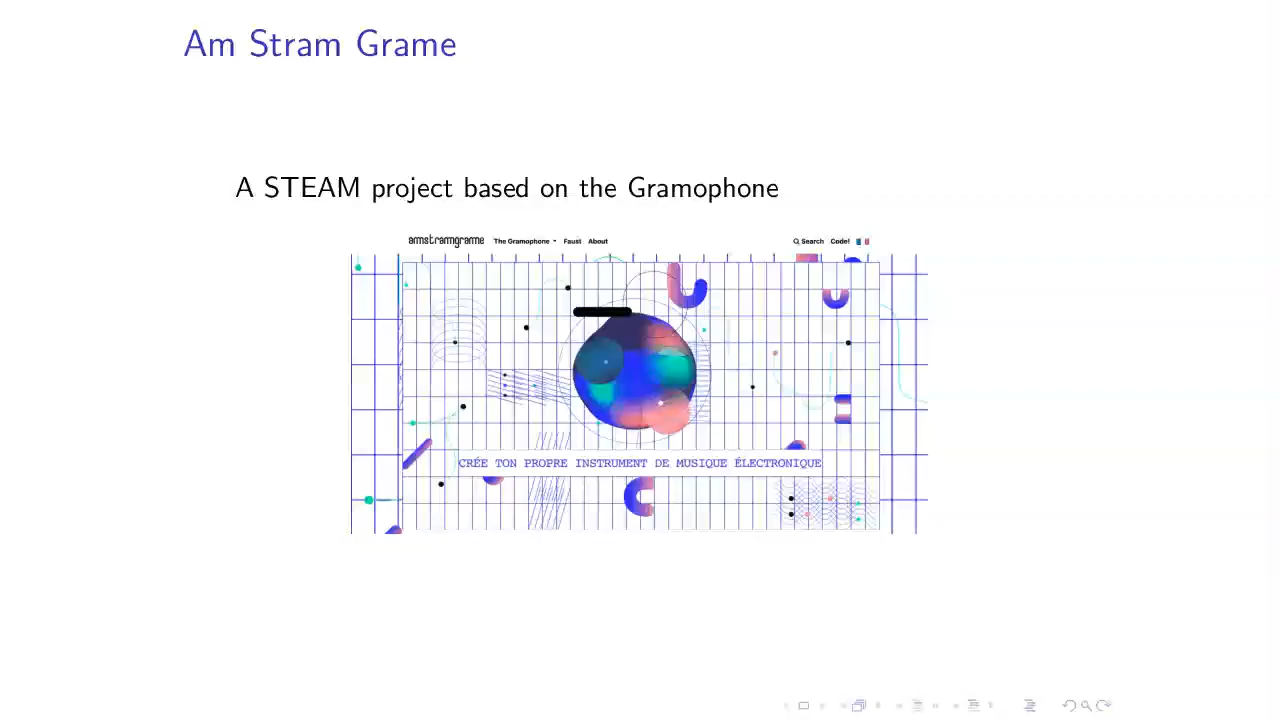 Am Stram Grame
A STEAM project based on the Gramophone
amstramgrame The Gramophone Faust About Search Code!
CRÉE TON PROPRE INSTRUMENT DE MUSIQUE ÉLECTRONIQUE